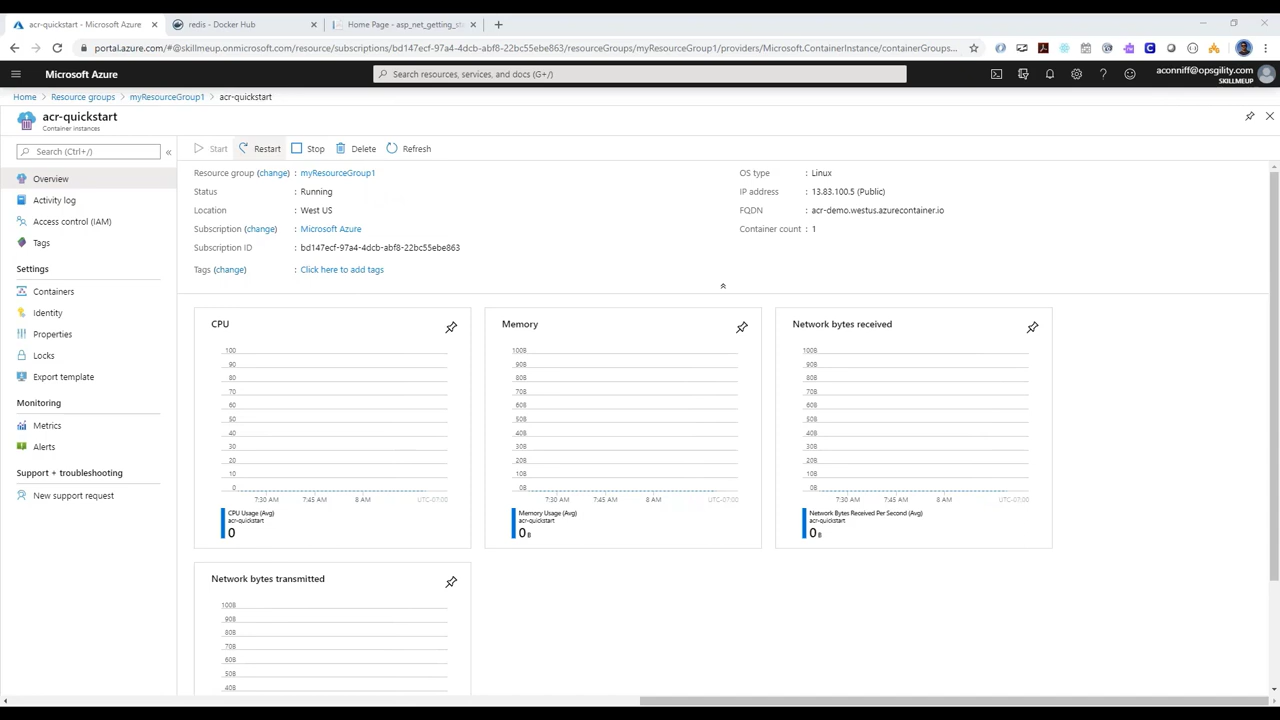 acr-quickstart - Microsoft Azure
redis - Docker Hub
Home Page - asp_net_getting_st
portal.azure.com/#@skillmeup.onmicrosoft.com/resource/subscriptions/bd147ecf-97a4-4dcb-abf8-22bc55ebe863/resourceGroups/myResourceGroup1/providers/Microsoft.ContainerInstance/containerGroups...
Microsoft Azure
Search resources, services, and docs (G+/)
aconniff@opsgility.com
SKILLMEUP
Home > Resource groups > myResourceGroup1 > acr-quickstart
acr-quickstart
Container instances
Search (Ctrl+/)
«
Start
Restart
Stop
Delete
Refresh
Overview
Activity log
Access control (IAM)
Tags
Settings
Containers
Identity
Properties
Locks
Export template
Monitoring
Metrics
Alerts
Support + troubleshooting
New support request
Resource group (change) : myResourceGroup1
Status : Running
Location : West US
Subscription (change) : Microsoft Azure
Subscription ID : bd147ecf-97a4-4dcb-abf8-22bc55ebe863
Tags (change) : Click here to add tags
OS type : Linux
IP address : 13.83.100.5 (Public)
FQDN : acr-demo.westus.azurecontainer.io
Container count : 1
CPU
100
90
80
70
60
50
40
30
20
10
0
7:30 AM 7:45 AM 8 AM UTC-07:00
CPU Usage (Avg)
acr-quickstart
0
Memory
100B
90B
80B
70B
60B
50B
40B
30B
20B
10B
0B
7:30 AM 7:45 AM 8 AM UTC-07:00
Memory Usage (Avg)
acr-quickstart
0 B
Network bytes received
100B
90B
80B
70B
60B
50B
40B
30B
20B
10B
0B
7:30 AM 7:45 AM 8 AM UTC-07:00
Network Bytes Received Per Second (Avg)
acr-quickstart
0 B
Network bytes transmitted
100B
90B
80B
70B
60B
50B
40B